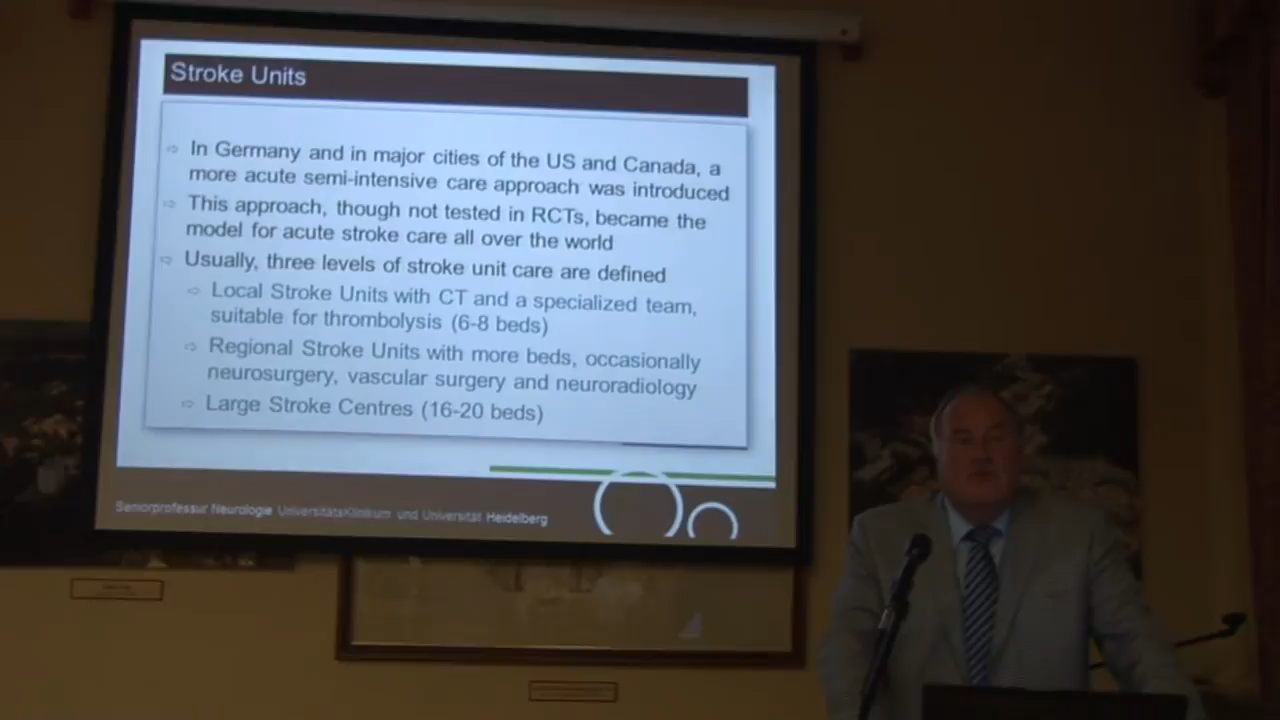 Stroke Units
In Germany and in major cities of the US and Canada, a
more acute semi-intensive care approach was introduced
This approach, though not tested in RCTs, became the
model for acute stroke care all over the world
Usually, three levels of stroke unit care are defined
Local Stroke Units with CT and a specialized team,
suitable for thrombolysis (6-8 beds)
Regional Stroke Units with more beds, occasionally
neurosurgery, vascular surgery and neuroradiology
Large Stroke Centres (16-20 beds)
Seniorprofessur Neurologie UniversitätsKlinikum und Universität Heidelberg